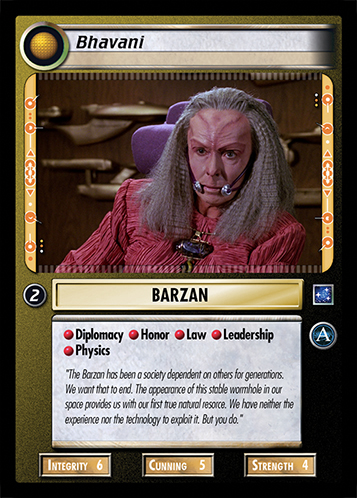 Bhavani
2
BARZAN
Diplomacy Honor Law Leadership
Physics
A
"The Barzan has been a society dependent on others for generations.
We want that to end. The appearance of this stable wormhole in our
space provides us with our first true natural resorce. We have neither the
experience nor the technology to exploit it. But you do."
INTEGRITY 6 CUNNING 5 STRENGTH 4